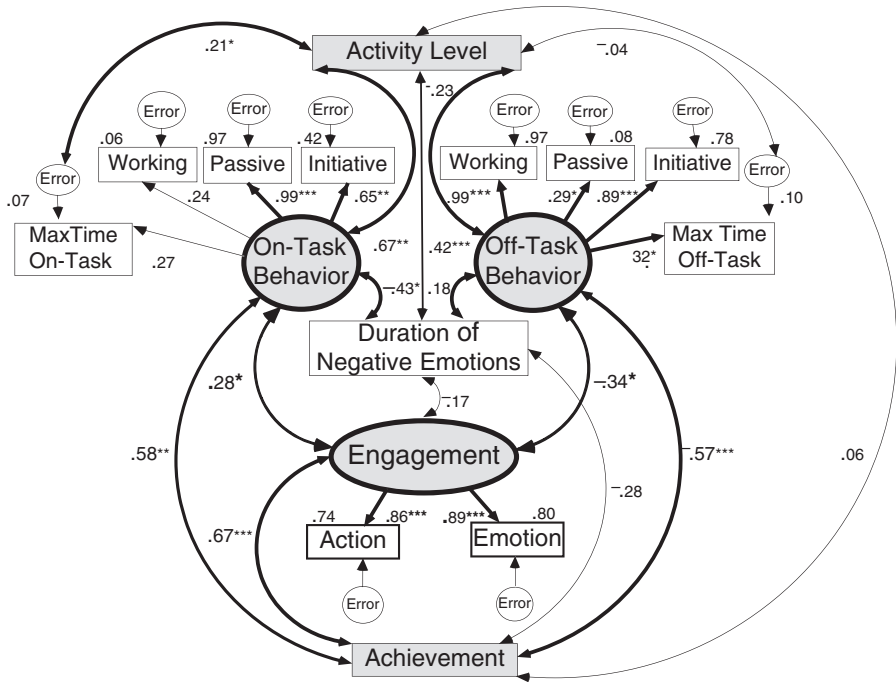 .21*
Activity Level
–.04
–.23
Error
Error
Error
Error
Error
Error
.06
.97
.42
.97
.08
.78
Working
Passive
Initiative
Working
Passive
Initiative
Error
Error
.07
.24
.99***
.65**
.99***
.29*
.89***
.10
MaxTime
On-Task
.27
On-Task
Behavior
.67**
.42***
Off-Task
Behavior
.32*
Max Time
Off-Task
–.43*
.18
Duration of
Negative Emotions
.28*
–.34*
–.17
.58**
Engagement
–.57***
.06
–.28
.67***
.74
.86***
.89***
.80
Action
Emotion
Error
Error
Achievement